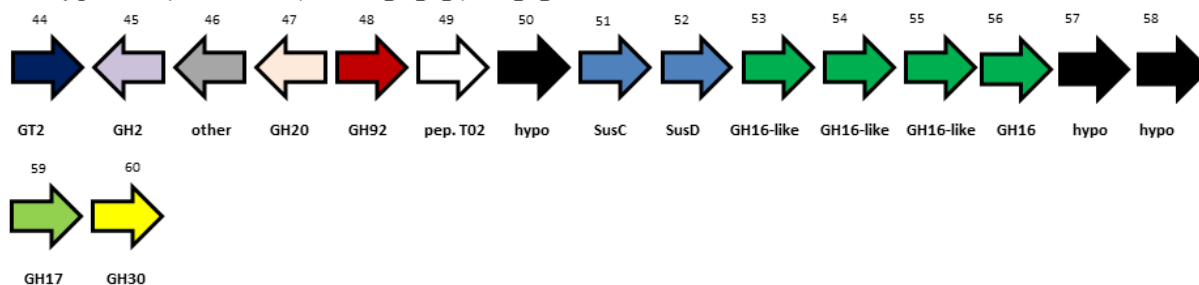 44 45 46 47 48 49 50 51 52 53 54 55 56 57 58
GT2 GH2 other GH20 GH92 pep. T02 hypo SusC SusD GH16-like GH16-like GH16-like GH16 hypo hypo
59 60
GH17 GH30